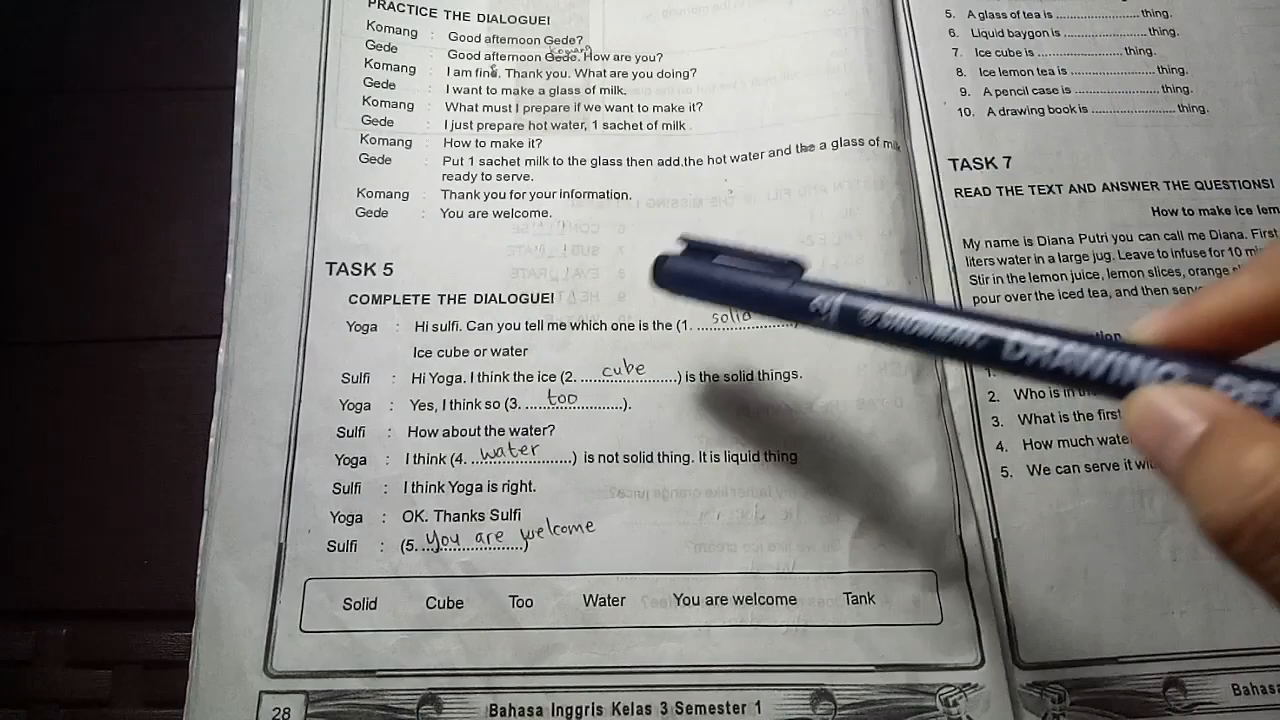 PRACTICE THE DIALOGUE!
Komang : Good afternoon Gede?
Komang
Gede : Good afternoon Gede. How are you?
Komang : I am fine. Thank you. What are you doing?
Gede : I want to make a glass of milk.
Komang : What must I prepare if we want to make it?
Gede : I just prepare hot water, 1 sachet of milk .
Komang : How to make it?
Gede : Put 1 sachet milk to the glass then add.the hot water and the a glass of milk
ready to serve.
Komang : Thank you for your information.
Gede : You are welcome.
TASK 5
COMPLETE THE DIALOGUE!
Yoga : Hi sulfi. Can you tell me which one is the (1. solid
Ice cube or water
Sulfi : Hi Yoga. I think the ice (2. cube ) is the solid things.
Yoga : Yes, I think so (3. too ).
Sulfi : How about the water?
Yoga : I think (4. water ) is not solid thing. It is liquid thing
Sulfi : I think Yoga is right.
Yoga : OK. Thanks Sulfi
Sulfi : (5. You are welcome )
Solid Cube Too Water You are welcome Tank
28 Bahasa Inggris Kelas 3 Semester 1
5. A glass of tea is ........................ thing.
6. Liquid baygon is ........................ thing.
7. Ice cube is ........................ thing.
8. Ice lemon tea is ........................ thing.
9. A pencil case is ........................ thing.
10. A drawing book is ........................ thing.
TASK 7
READ THE TEXT AND ANSWER THE QUESTIONS!
How to make ice lem
My name is Diana Putri you can call me Diana. First
liters water in a large jug. Leave to infuse for 10
Stir in the lemon juice, lemon slices, orange
pour over the iced tea, and then
1.
2. Who is in
3. What is the first
4. How much
5. We can serve it
Bahasa
DRAWING PEN